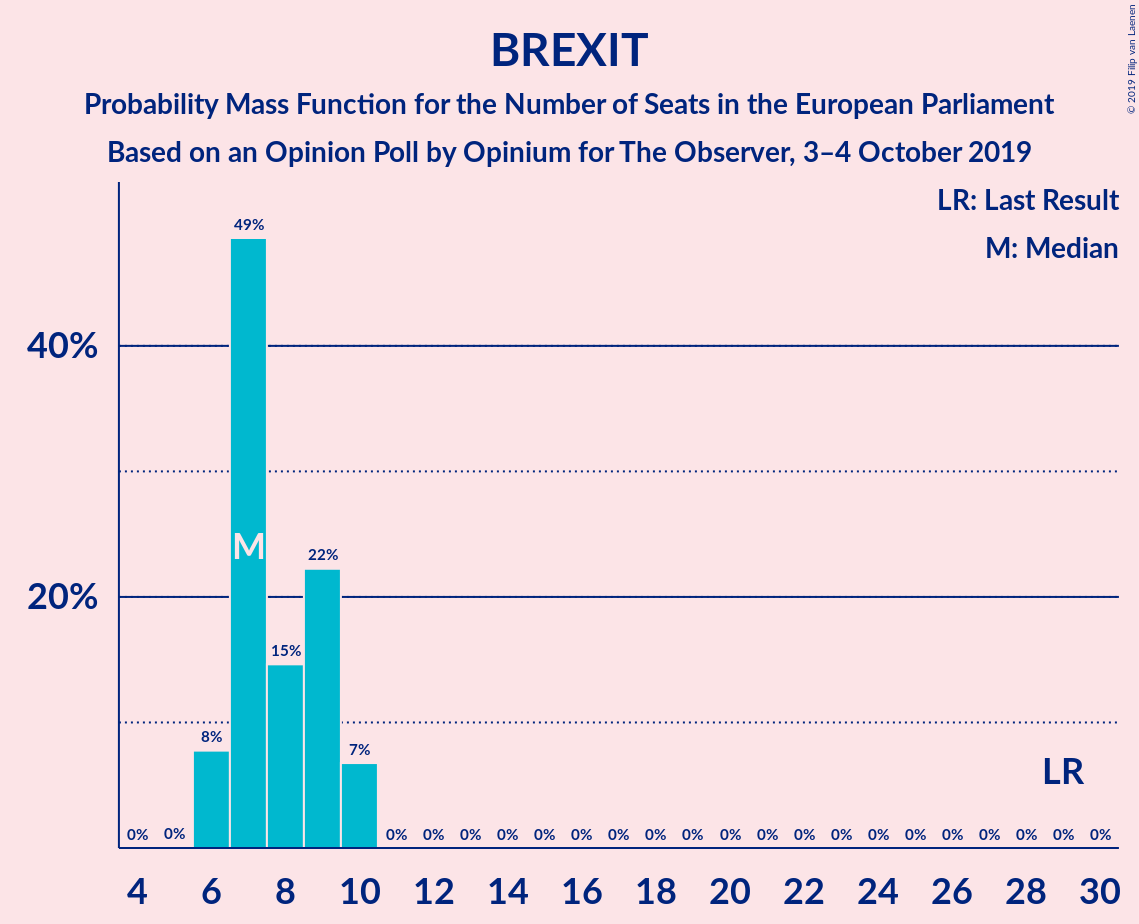 BREXIT
Probability Mass Function for the Number of Seats in the European Parliament
Based on an Opinion Poll by Opinium for The Observer, 3–4 October 2019
© 2019 Filip van Laenen
LR: Last Result
M: Median
49%
40%
M
22%
20%
15%
8%
7%
LR
0% 0% 0% 0% 0% 0% 0% 0% 0% 0% 0% 0% 0% 0% 0% 0% 0% 0% 0% 0% 0% 0%
4 6 8 10 12 14 16 18 20 22 24 26 28 30